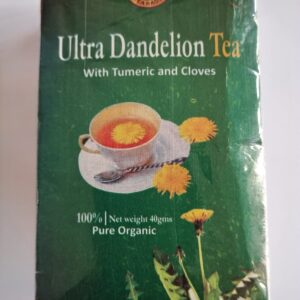 Ultra Dandelion Tea
With Tumeric and Cloves
100% | Net weight 40gms
Pure Organic